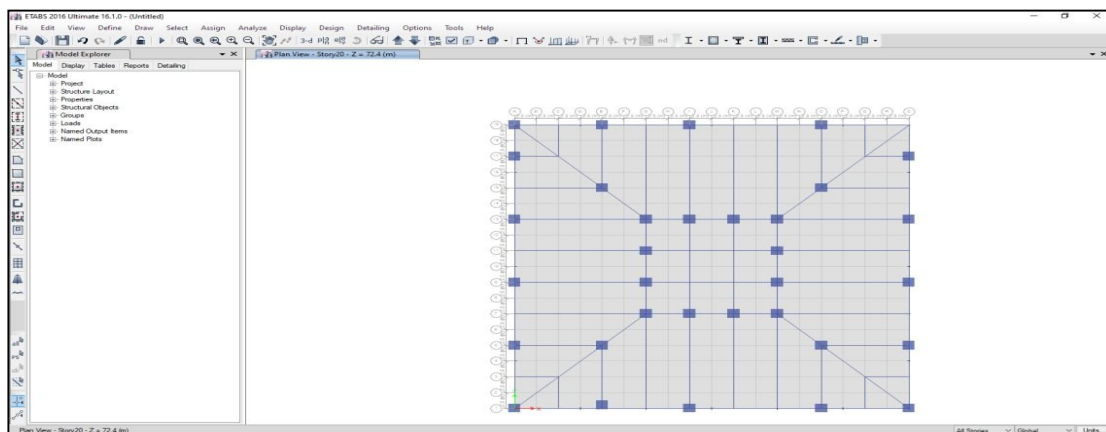 ETABS 2016 Ultimate 16.1.0 - (Untitled)
File Edit View Define Draw Select Assign Analyze Display Design Detailing Options Tools Help
3-d
nd
Model Explorer
Plan View - Story20 - Z = 72.4 (m)
Model Display Tables Reports Detailing
Model
Project
Structure Layout
Properties
Structural Objects
Groups
Loads
Named Output Items
Named Plots
Plan View - Story20 - Z = 72.4 (m)
All Stories Global Units